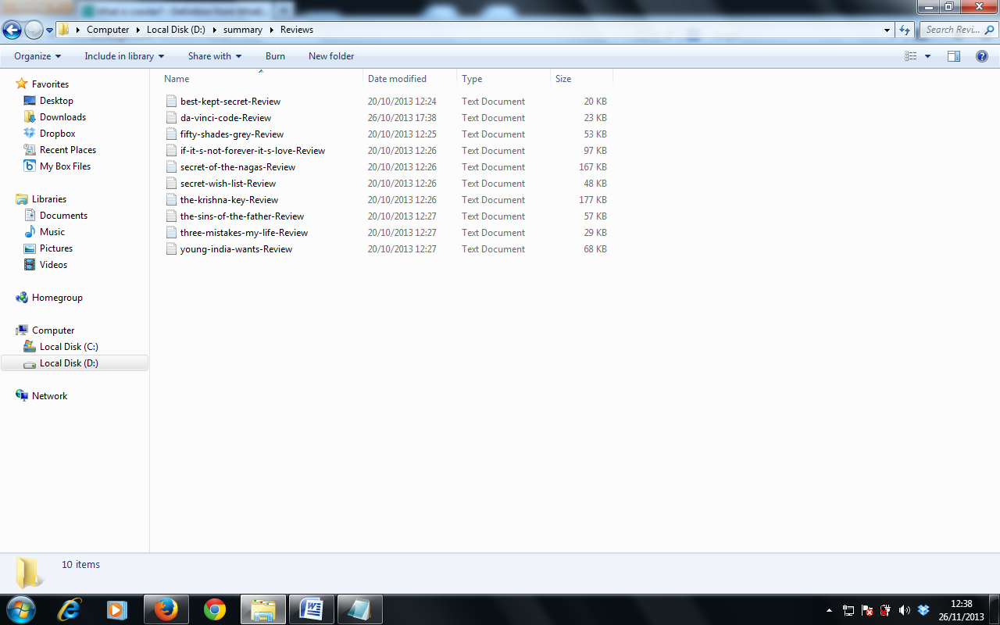 Computer Local Disk (D:) summary Reviews Search Revi...
Organize Include in library Share with Burn New folder
Name Date modified Type Size
Favorites
Desktop
Downloads
Dropbox
Recent Places
My Box Files
Libraries
Documents
Music
Pictures
Videos
Homegroup
Computer
Local Disk (C:)
Local Disk (D:)
Network
best-kept-secret-Review 20/10/2013 12:24 Text Document 20 KB
da-vinci-code-Review 26/10/2013 17:38 Text Document 23 KB
fifty-shades-grey-Review 20/10/2013 12:25 Text Document 53 KB
if-it-s-not-forever-it-s-love-Review 20/10/2013 12:26 Text Document 97 KB
secret-of-the-nagas-Review 20/10/2013 12:26 Text Document 167 KB
secret-wish-list-Review 20/10/2013 12:26 Text Document 48 KB
the-krishna-key-Review 20/10/2013 12:26 Text Document 177 KB
the-sins-of-the-father-Review 20/10/2013 12:27 Text Document 57 KB
three-mistakes-my-life-Review 20/10/2013 12:27 Text Document 29 KB
young-india-wants-Review 20/10/2013 12:27 Text Document 68 KB
10 items
12:38
26/11/2013